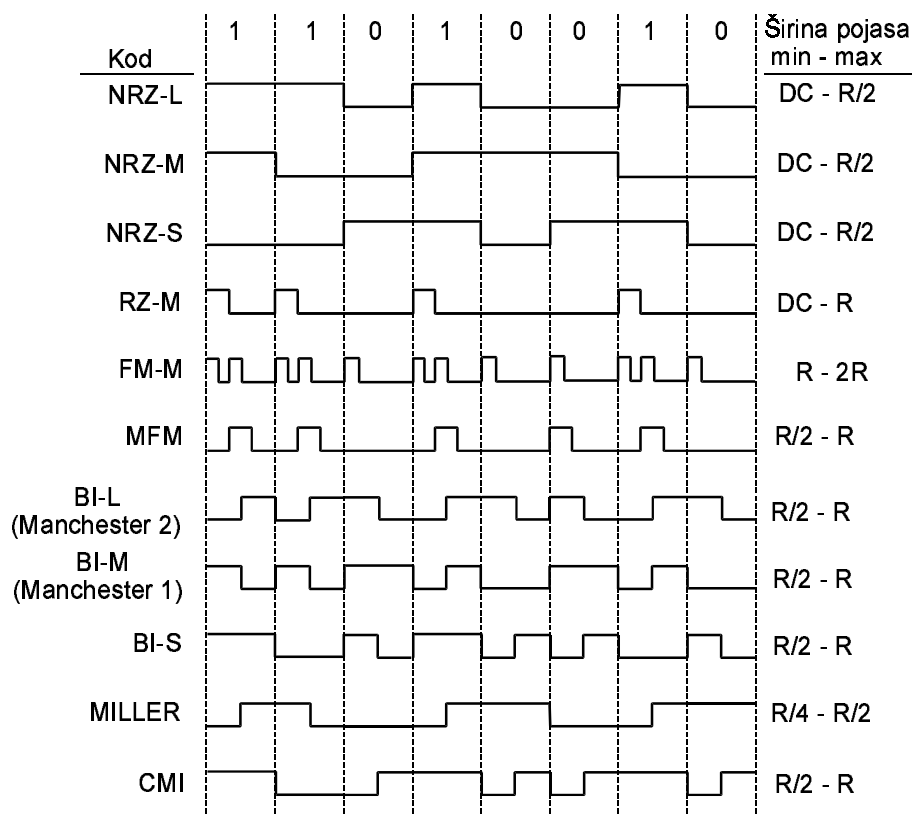 1 1 0 1 0 0 1 0 Širina pojasa
Kod min - max
NRZ-L DC - R/2
NRZ-M DC - R/2
NRZ-S DC - R/2
RZ-M DC - R
FM-M R - 2R
MFM R/2 - R
BI-L
(Manchester 2) R/2 - R
BI-M
(Manchester 1) R/2 - R
BI-S R/2 - R
MILLER R/4 - R/2
CMI R/2 - R